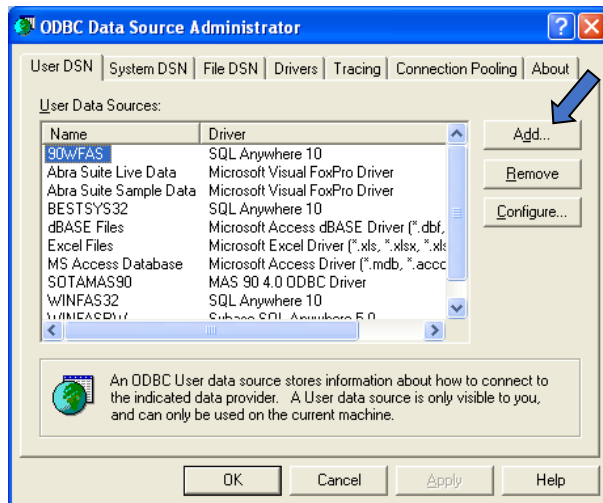 ODBC Data Source Administrator
User DSN System DSN File DSN Drivers Tracing Connection Pooling About
User Data Sources:
Name Driver
90WFAS SQL Anywhere 10
Abra Suite Live Data Microsoft Visual FoxPro Driver
Abra Suite Sample Data Microsoft Visual FoxPro Driver
BESTSYS32 SQL Anywhere 10
dBASE Files Microsoft Access dBASE Driver (*.dbf,
Excel Files Microsoft Excel Driver (*.xls, *.xlsx, *.xls
MS Access Database Microsoft Access Driver (*.mdb, *.accc
SOTAMAS90 MAS 90 4.0 ODBC Driver
WINFAS32 SQL Anywhere 10
Sybase SQL Anywhere 5.0
Add...
Remove
Configure...
An ODBC User data source stores information about how to connect to
the indicated data provider. A User data source is only visible to you,
and can only be used on the current machine.
OK Cancel Apply Help